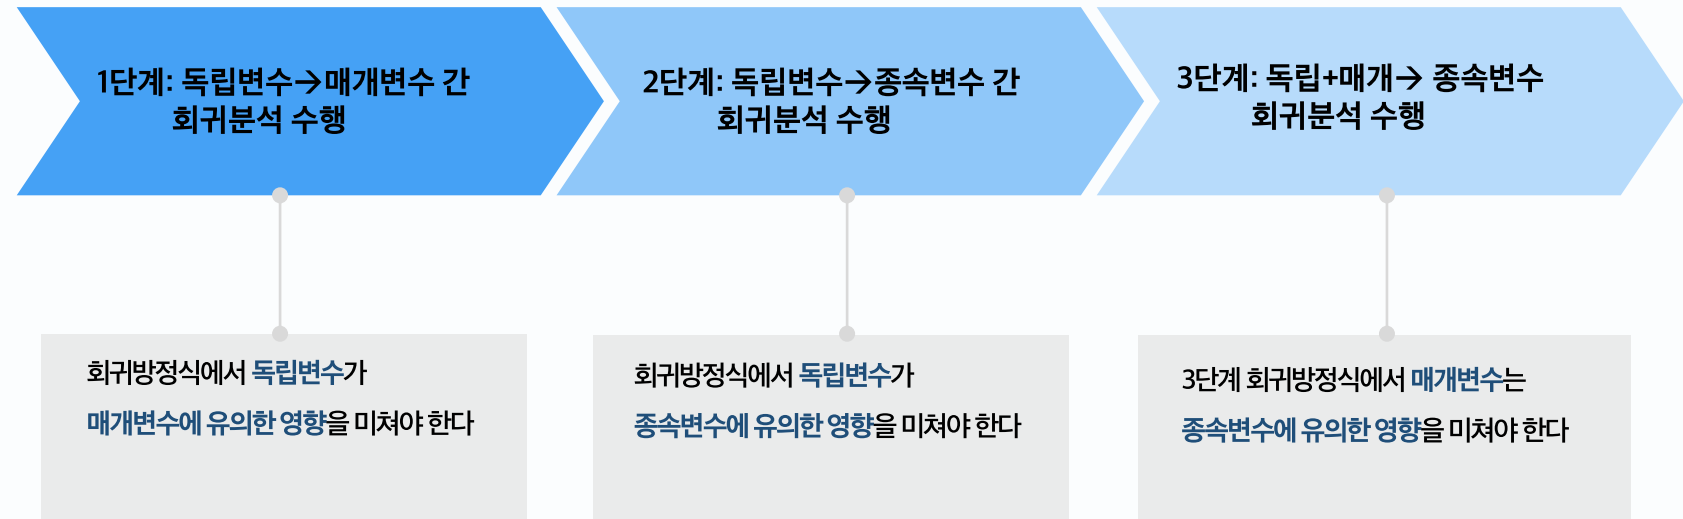 1단계: 독립변수→매개변수 간
회귀분석 수행
2단계: 독립변수→종속변수 간
회귀분석 수행
3단계: 독립+매개→ 종속변수
회귀분석 수행
회귀방정식에서 독립변수가
매개변수에 유의한 영향을 미쳐야 한다
회귀방정식에서 독립변수가
종속변수에 유의한 영향을 미쳐야 한다
3단계 회귀방정식에서 매개변수는
종속변수에 유의한 영향을 미쳐야 한다